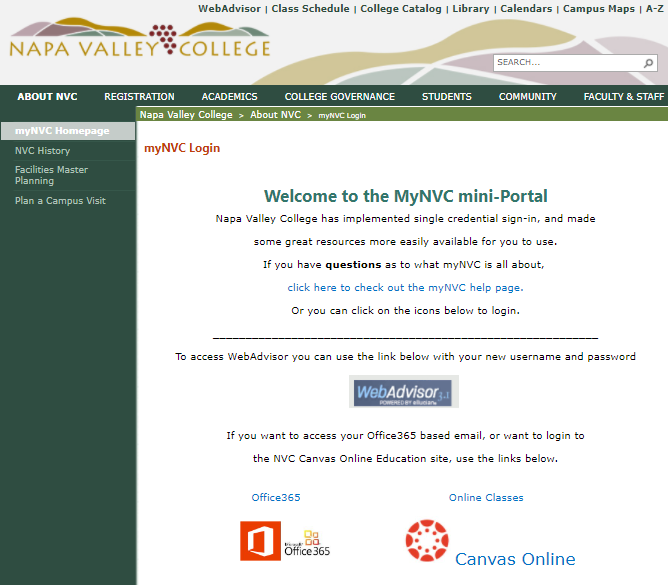 WebAdvisor | Class Schedule | College Catalog | Library | Calendars | Campus Maps | A-Z
NAPA VALLEY COLLEGE
SEARCH...
ABOUT NVC REGISTRATION ACADEMICS COLLEGE GOVERNANCE STUDENTS COMMUNITY FACULTY & STAFF
Napa Valley College > About NVC > myNVC Login
myNVC Homepage
NVC History
Facilities Master
Planning
Plan a Campus Visit
myNVC Login
Welcome to the MyNVC mini-Portal
Napa Valley College has implemented single credential sign-in, and made
some great resources more easily available for you to use.
If you have questions as to what myNVC is all about,
click here to check out the myNVC help page.
Or you can click on the icons below to login.
To access WebAdvisor you can use the link below with your new username and password
WebAdvisor 3.1
POWERED BY ellucian
If you want to access your Office365 based email, or want to login to
the NVC Canvas Online Education site, use the links below.
Office365 Online Classes
Microsoft
Office365
Canvas Online